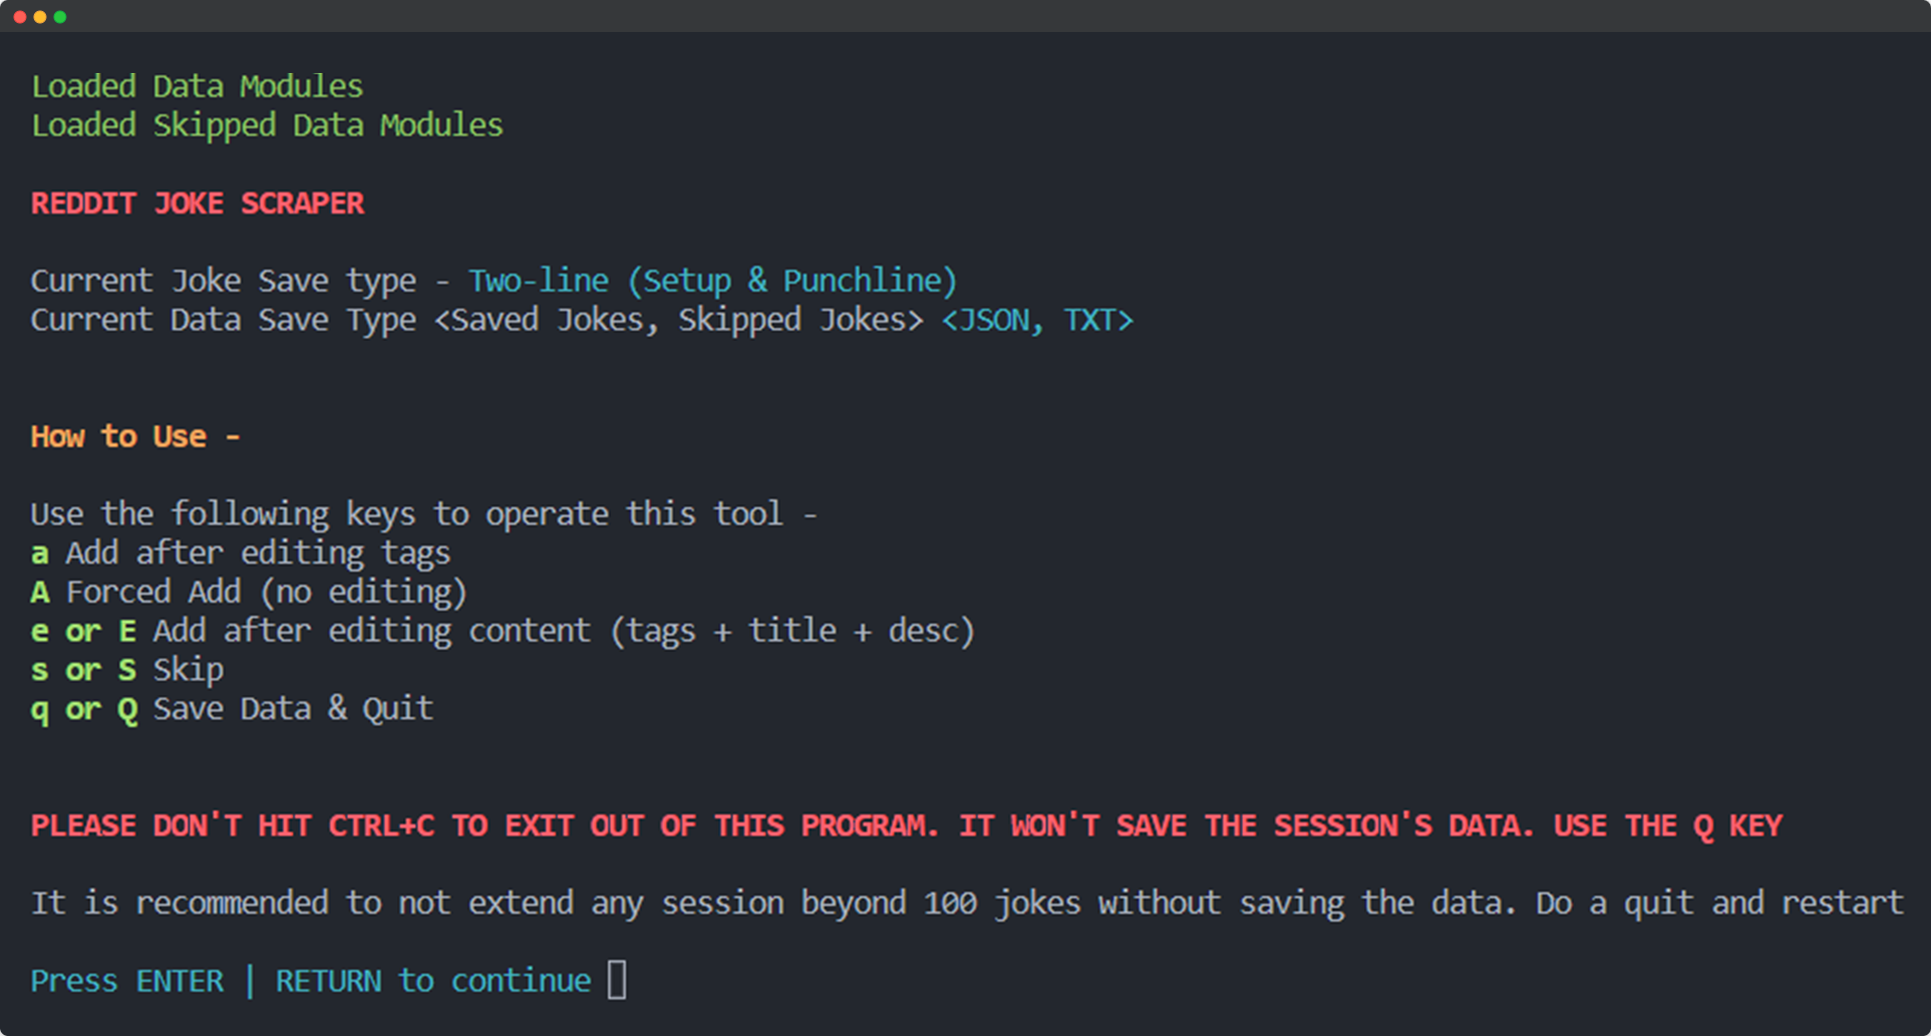 Loaded Data Modules
Loaded Skipped Data Modules
REDDIT JOKE SCRAPER
Current Joke Save type - Two-line (Setup & Punchline)
Current Data Save Type <Saved Jokes, Skipped Jokes> <JSON, TXT>
How to Use -
Use the following keys to operate this tool -
a Add after editing tags
A Forced Add (no editing)
e or E Add after editing content (tags + title + desc)
s or S Skip
q or Q Save Data & Quit
PLEASE DON'T HIT CTRL+C TO EXIT OUT OF THIS PROGRAM. IT WON'T SAVE THE SESSION'S DATA. USE THE Q KEY
It is recommended to not extend any session beyond 100 jokes without saving the data. Do a quit and restart
Press ENTER | RETURN to continue